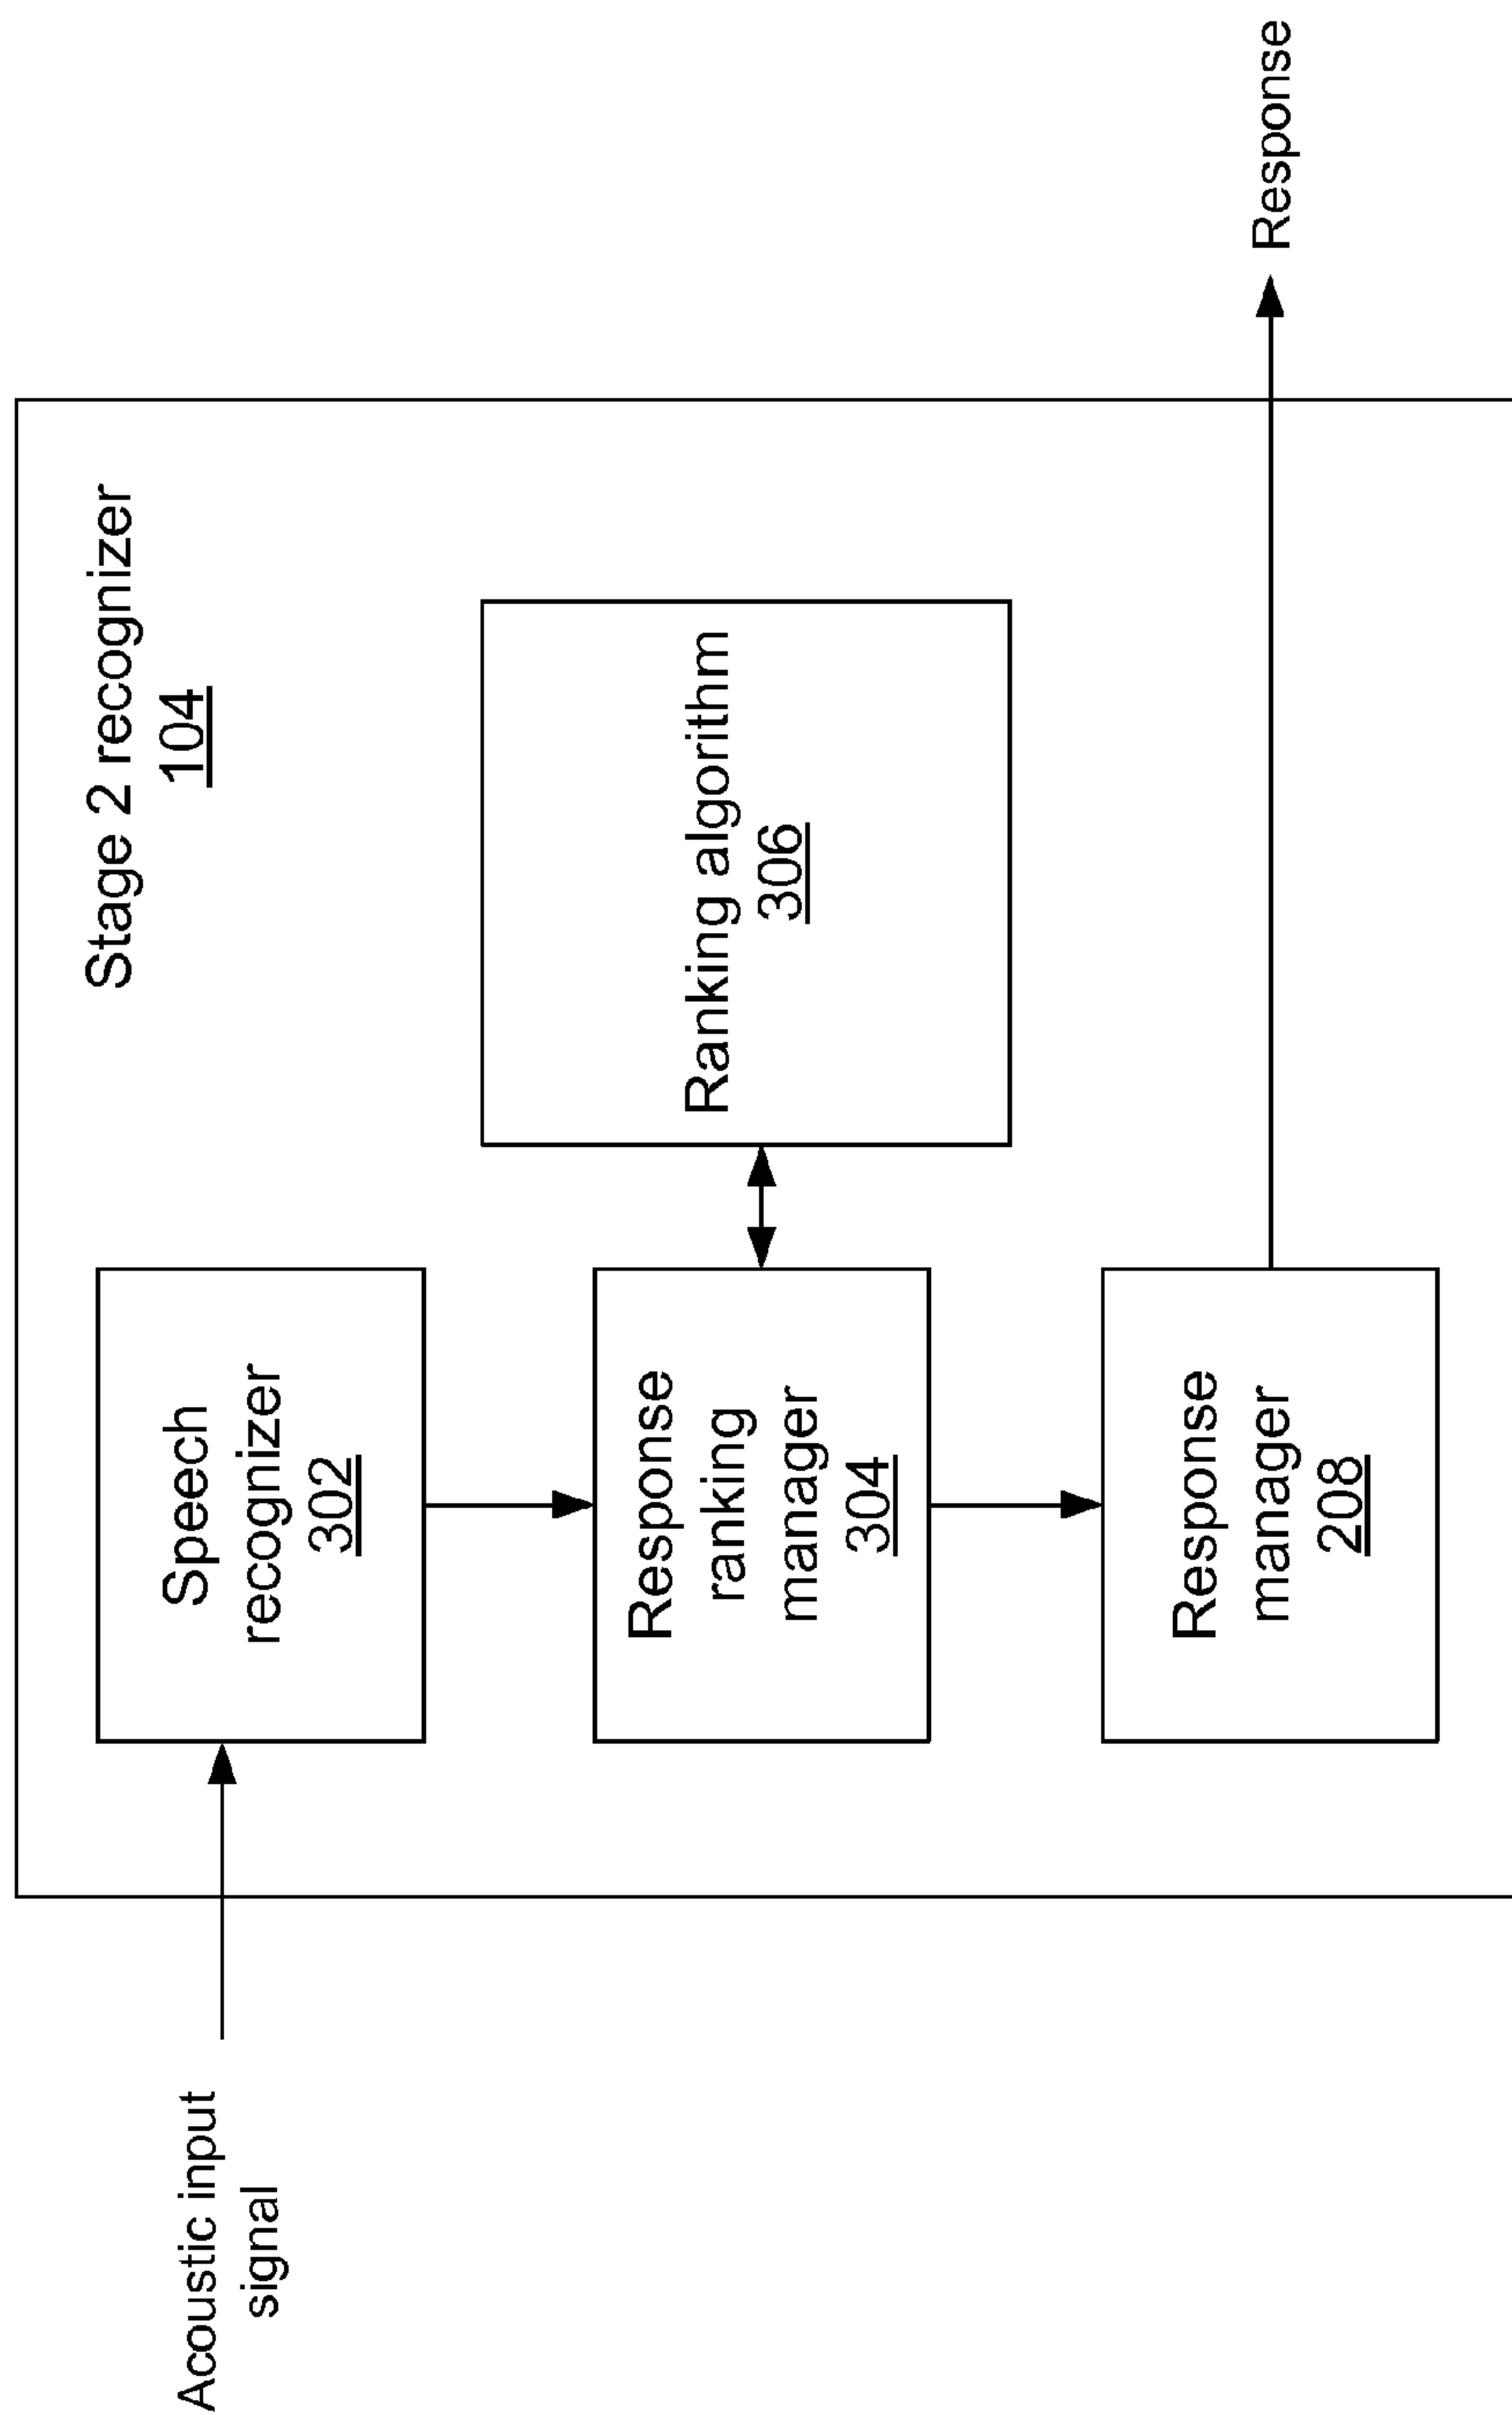 Stage 2 recognizer
104
Acoustic input
signal
Speech
recognizer
302
Response
ranking
manager
304
Ranking algorithm
306
Response
manager
208
Response